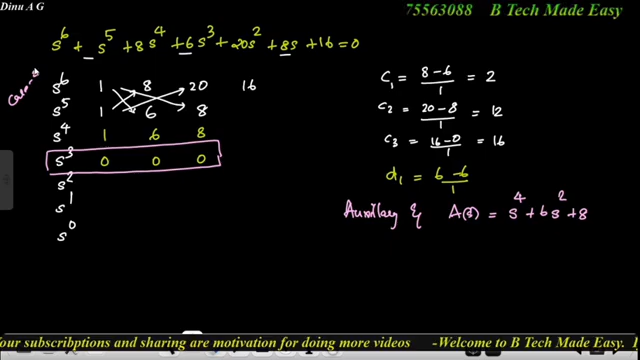 Dinu A G
75563088 B Tech Made Easy
s⁶ + s⁵ + 8s⁴ + 6s³ + 20s² + 8s + 16 = 0
s⁶ 1 8 20 16
s⁵ 1 6 8
s⁴ 1 6 8
s³ 0 0 0
s²
s¹
s⁰
C₁ = (8-6)/1 = 2
C₂ = (20-8)/1 = 12
C₃ = (16-0)/1 = 16
d₁ = (6-6)/1
Auxiliary A(s) = s⁴ + 6s² + 8
Your subscribptions and sharing are motivation for doing more videos -Welcome to B Tech Made Easy.